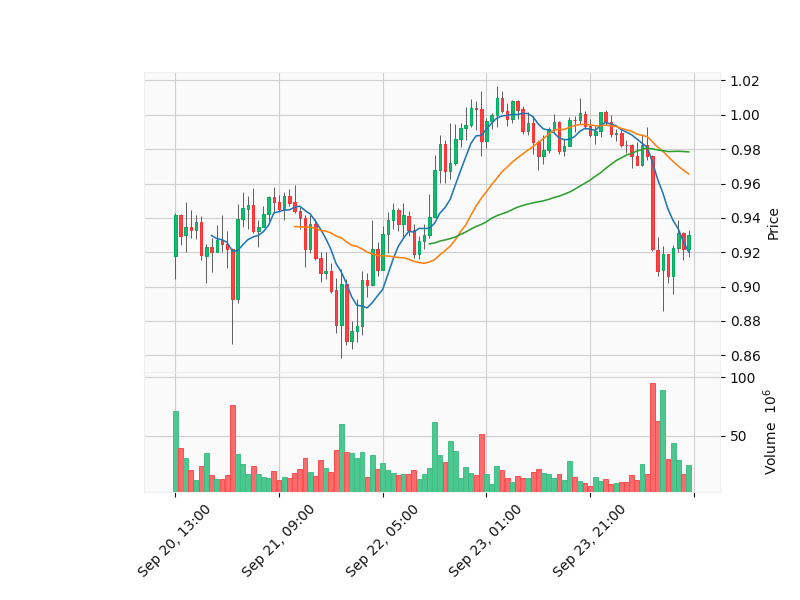 1.02
1.00
0.98
0.96
0.94
0.92
0.90
0.88
0.86
Price
100
50
Volume 10⁶
Sep 20, 13:00
Sep 21, 09:00
Sep 22, 05:00
Sep 23, 01:00
Sep 23, 21:00